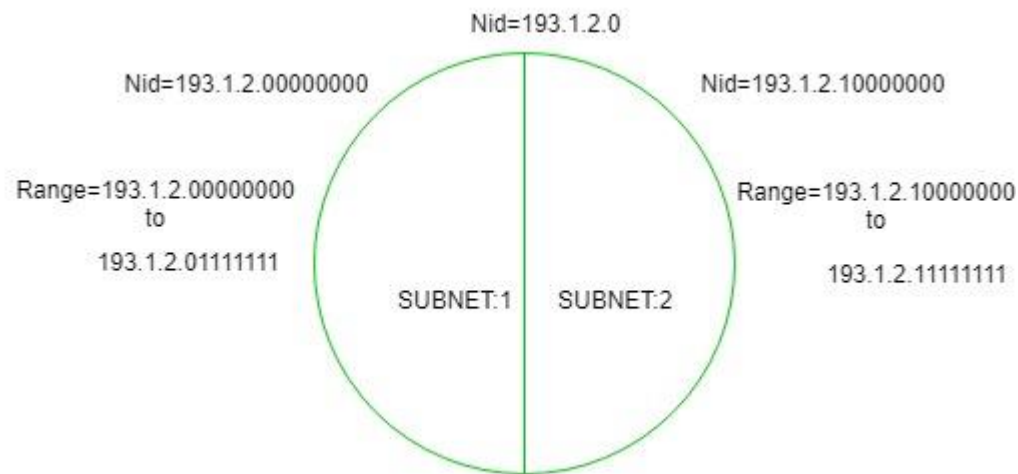 Nid=193.1.2.0
Nid=193.1.2.00000000
Nid=193.1.2.10000000
Range=193.1.2.00000000
to
193.1.2.01111111
Range=193.1.2.10000000
to
193.1.2.11111111
SUBNET:1
SUBNET:2